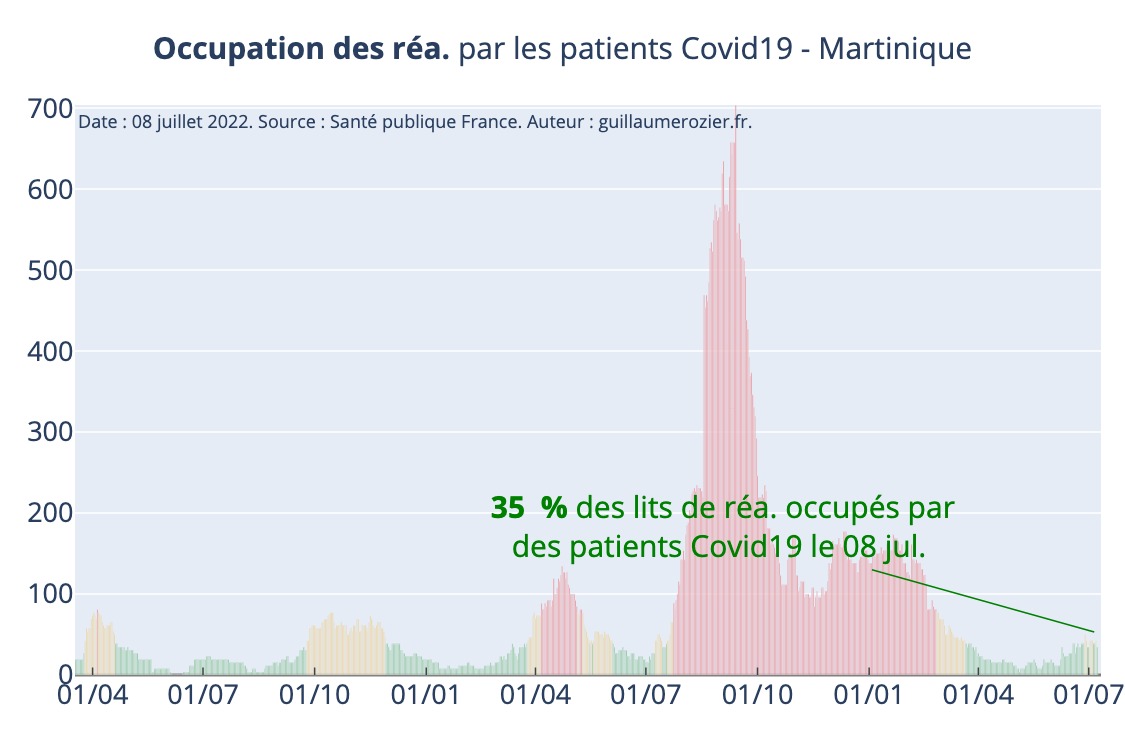 Occupation des réa. par les patients Covid19 - Martinique
700
Date : 08 juillet 2022. Source : Santé publique France. Auteur : guillaumerozier.fr.
600
500
400
300
200
35 % des lits de réa. occupés par
des patients Covid19 le 08 jul.
100
0
01/04 01/07 01/10 01/01 01/04 01/07 01/10 01/01 01/04 01/07